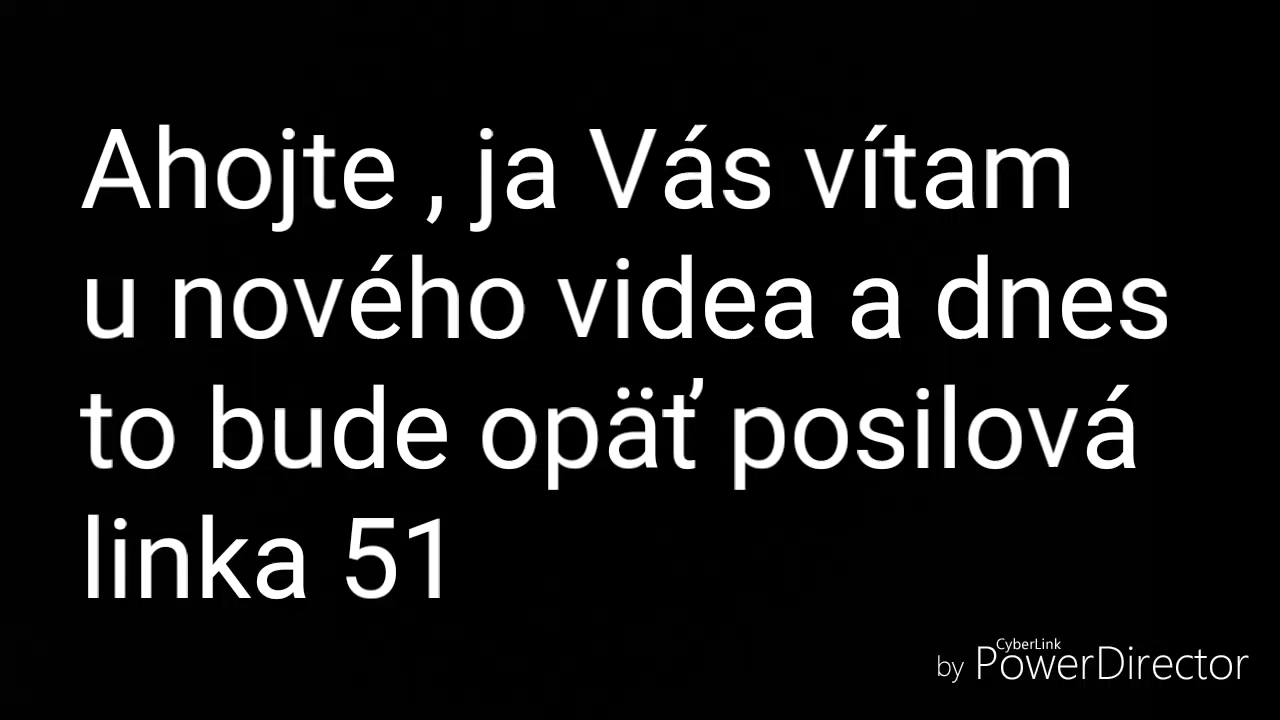 Ahojte , ja Vás vítam
u nového videa a dnes
to bude opäť posilová
linka 51
CyberLink
by PowerDirector